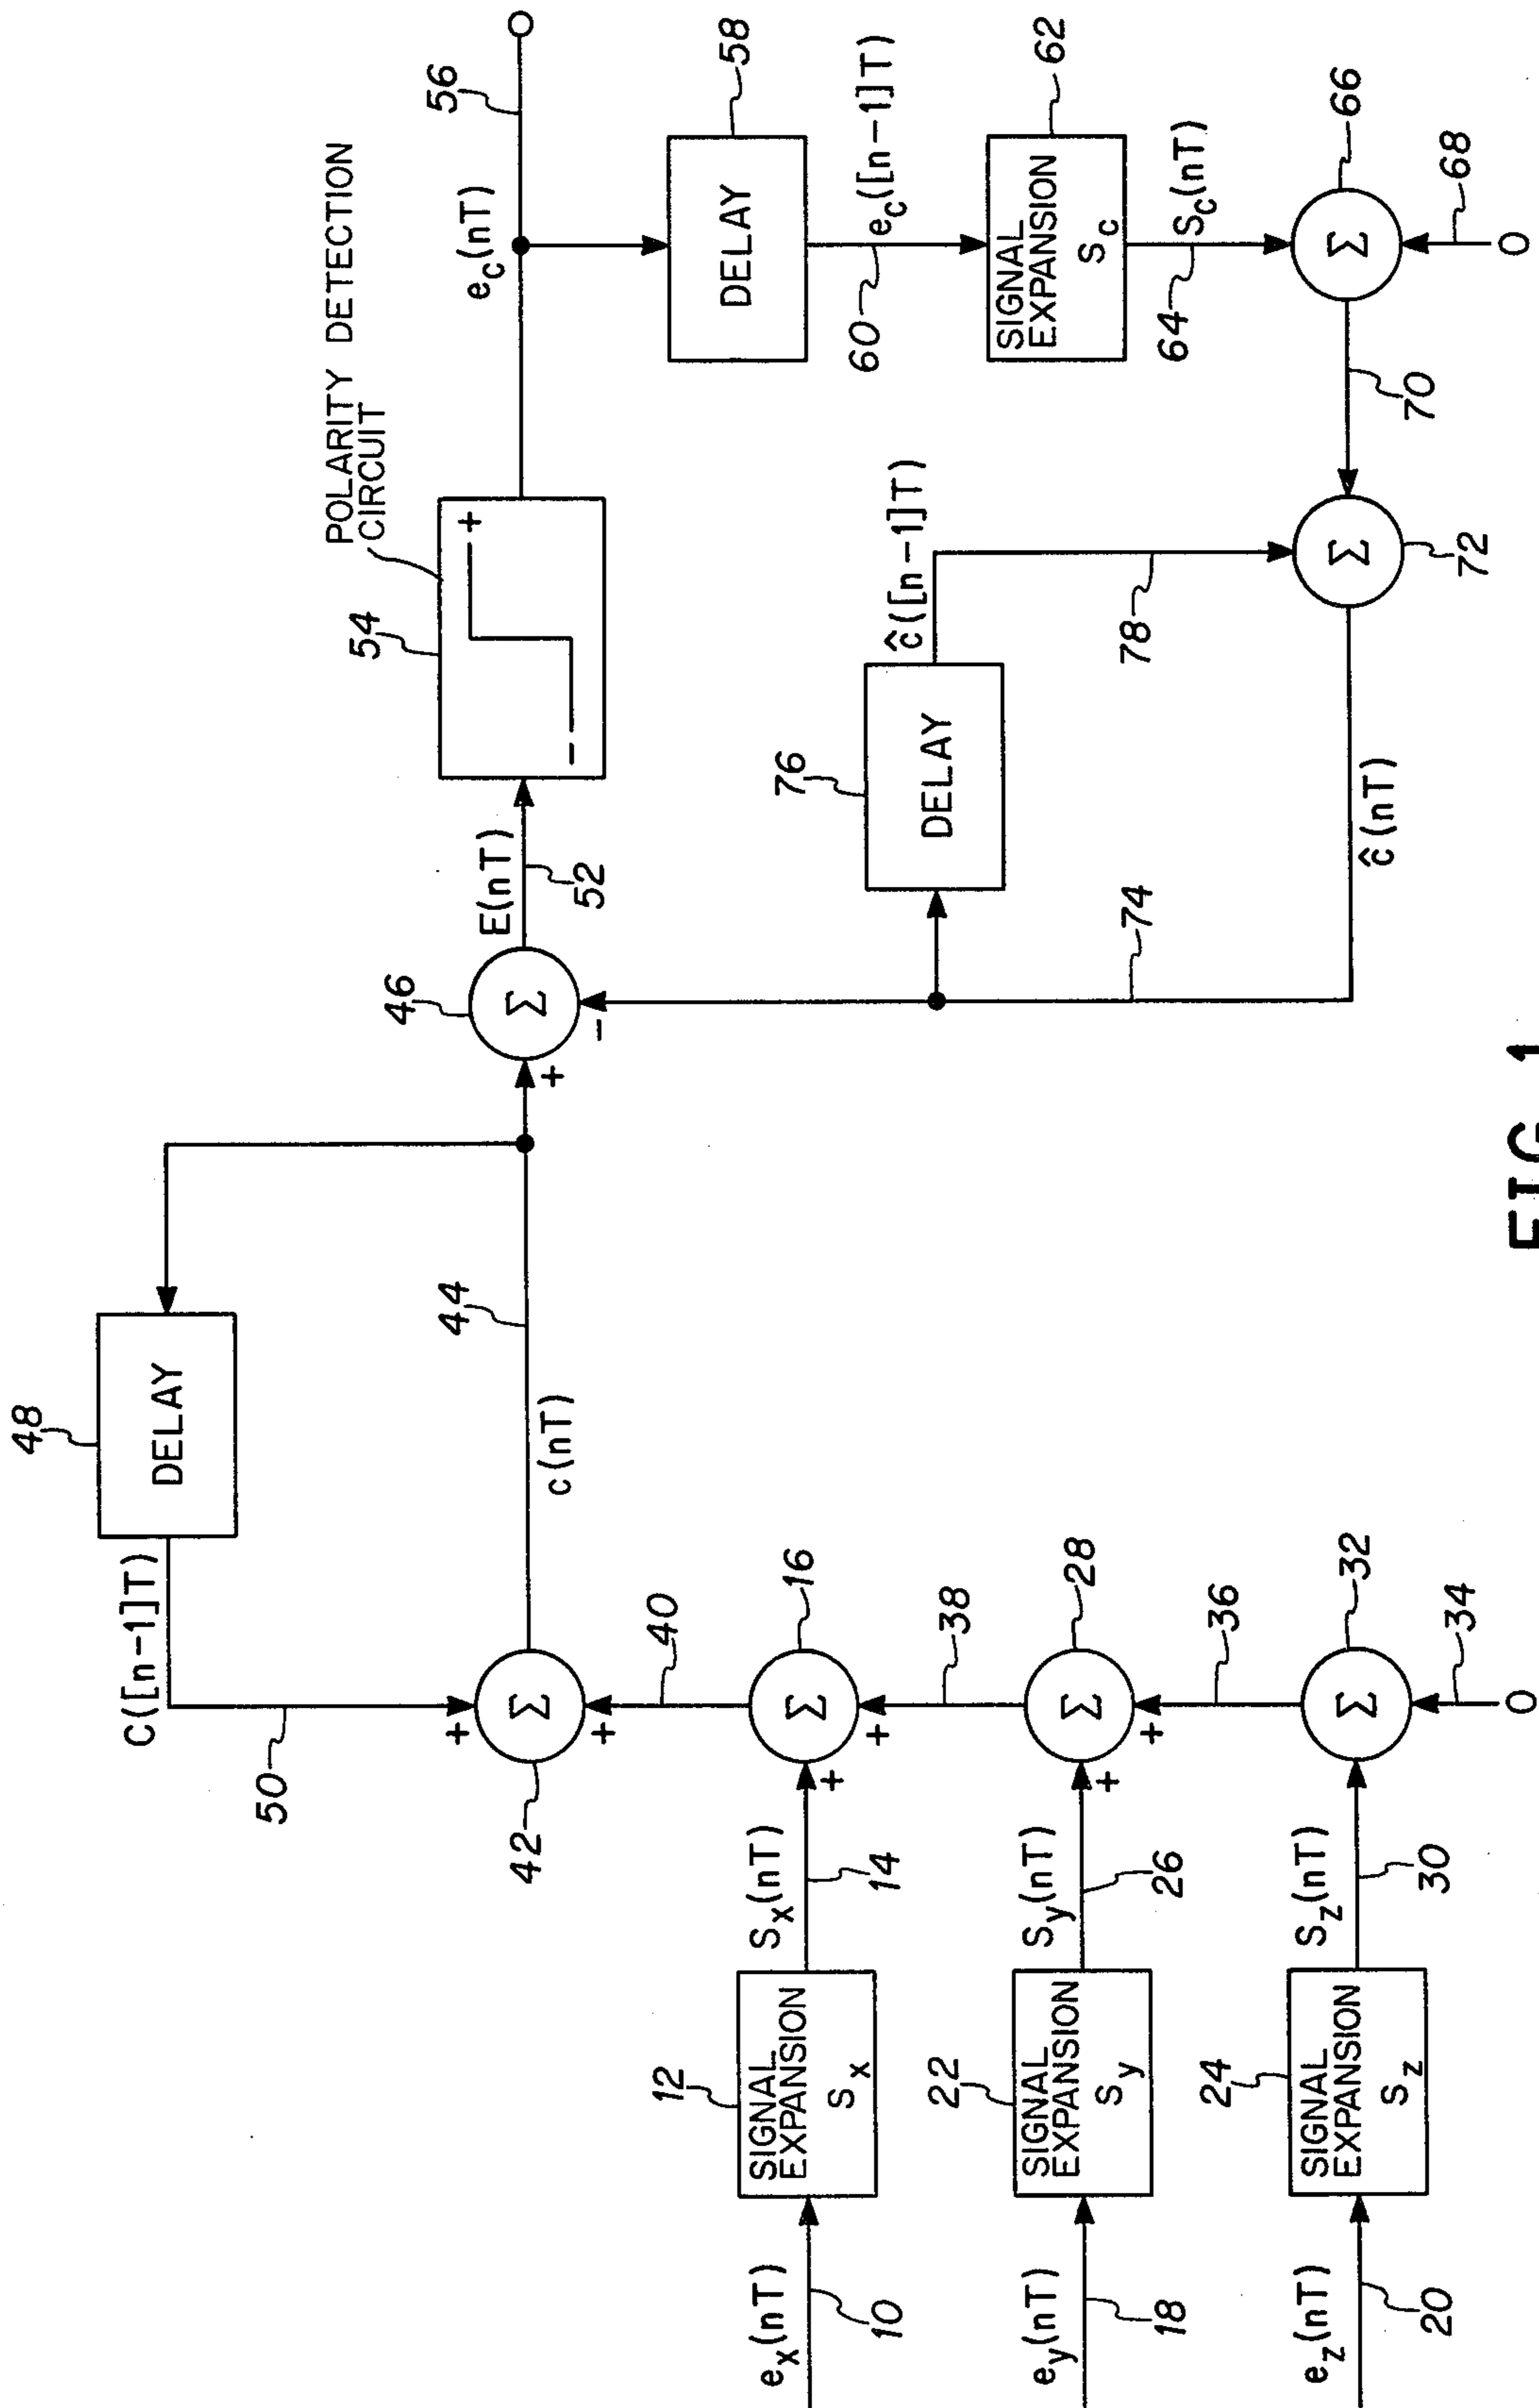 48
DELAY
C([n-1]T)
50
42
Σ
+
+
44
c(nT)
40
16
Σ
+
+
38
28
Σ
+
+
36
32
Σ
34
0
e_x(nT)
10
12
SIGNAL
EXPANSION
S_x
S_x(nT)
14
e_y(nT)
18
22
SIGNAL
EXPANSION
S_y
S_y(nT)
26
e_z(nT)
20
24
SIGNAL
EXPANSION
S_z
S_z(nT)
30
46
Σ
+
-
E(nT)
52
54
POLARITY DETECTION
CIRCUIT
+
-
e_c(nT)
56
58
DELAY
60
e_c([n-1]T)
62
SIGNAL
EXPANSION
S_c
64
S_c(nT)
66
Σ
68
0
70
72
Σ
76
DELAY
ĉ([n-1]T)
78
74
ĉ(nT)
FIG 1